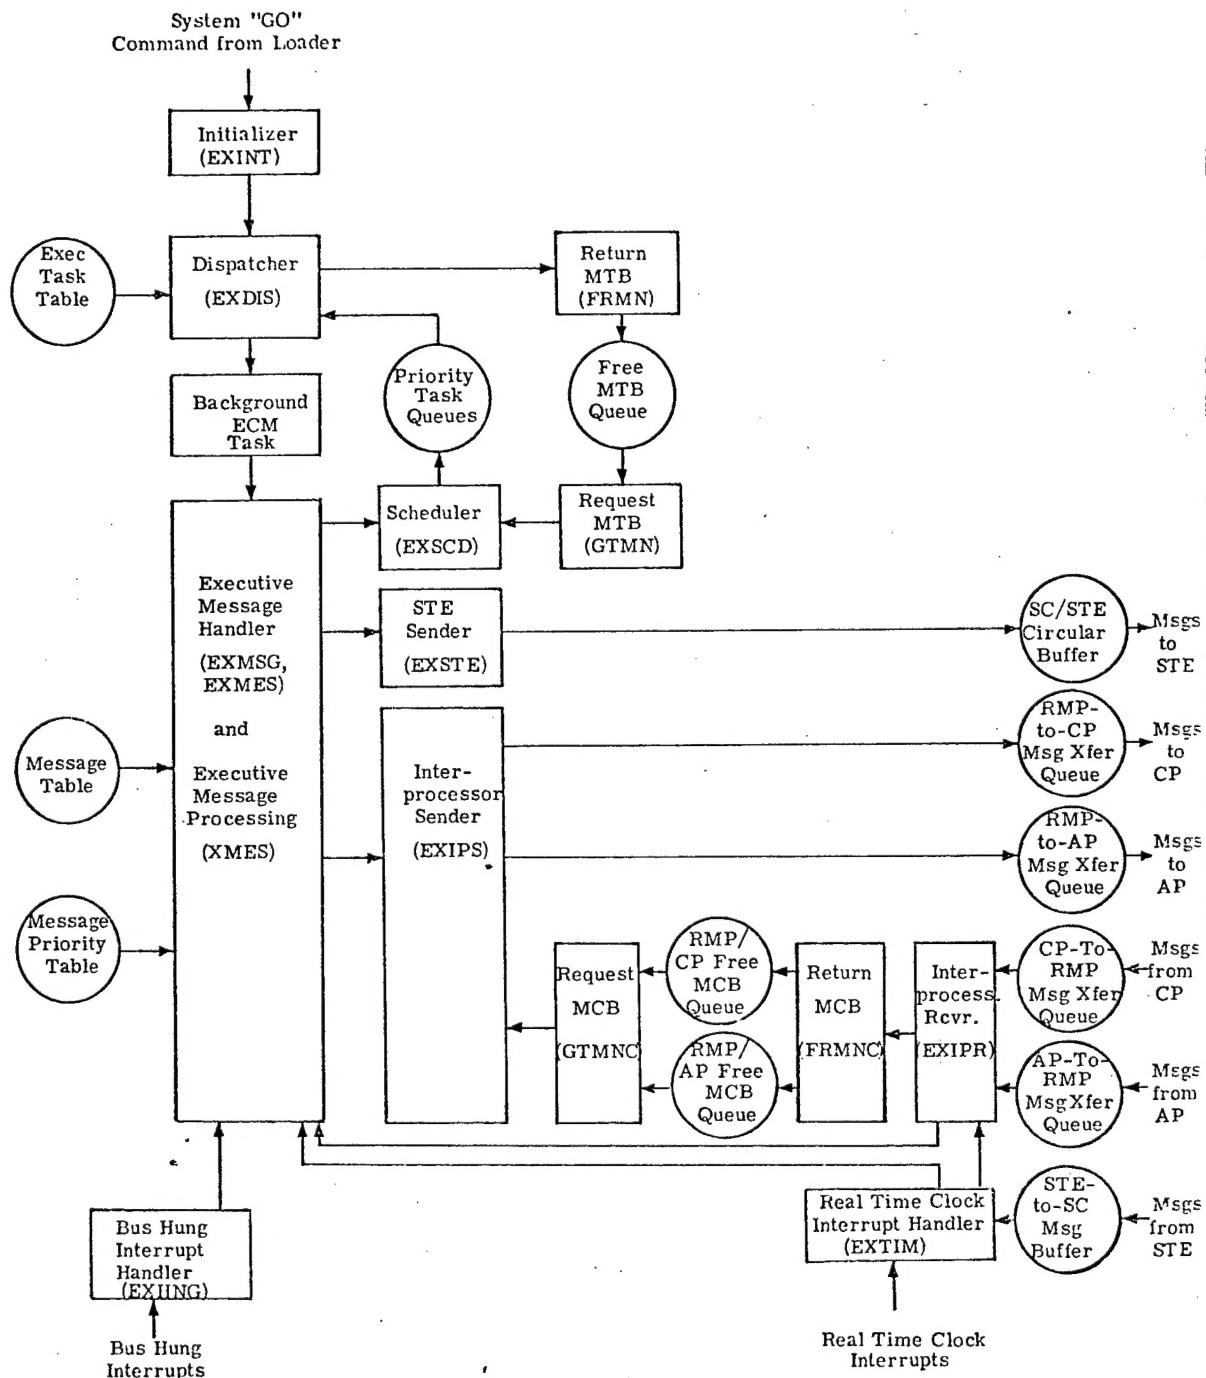 System "GO"
Command from Loader
Initializer
(EXINT)
Exec
Task
Table
Dispatcher
(EXDIS)
Return
MTB
(FRMN)
Priority
Task
Queues
Free
MTB
Queue
Background
ECM
Task
Scheduler
(EXSCD)
Request
MTB
(GTMN)
Executive
Message
Handler
(EXMSG,
EXMES)
and
Executive
Message
Processing
(XMES)
STE
Sender
(EXSTE)
SC/STE
Circular
Buffer
Msgs
to
STE
Message
Table
Inter-
processor
Sender
(EXIPS)
RMP-
to-CP
Msg Xfer
Queue
Msgs
to
CP
RMP-
to-AP
Msg Xfer
Queue
Msgs
to
AP
Message
Priority
Table
Request
MCB
(GTMNC)
RMP/
CP Free
MCB
Queue
RMP/
AP Free
MCB
Queue
Return
MCB
(FRMNC)
Inter-
process.
Rcvr.
(EXIPR)
CP-To-
RMP
Msg Xfer
Queue
Msgs
from
CP
AP-To-
RMP
Msg Xfer
Queue
Msgs
from
AP
Bus Hung
Interrupt
Handler
(EXHNG)
Bus Hung
Interrupts
Real Time Clock
Interrupt Handler
(EXTIM)
STE-
to-SC
Msg
Buffer
Msgs
from
STE
Real Time Clock
Interrupts